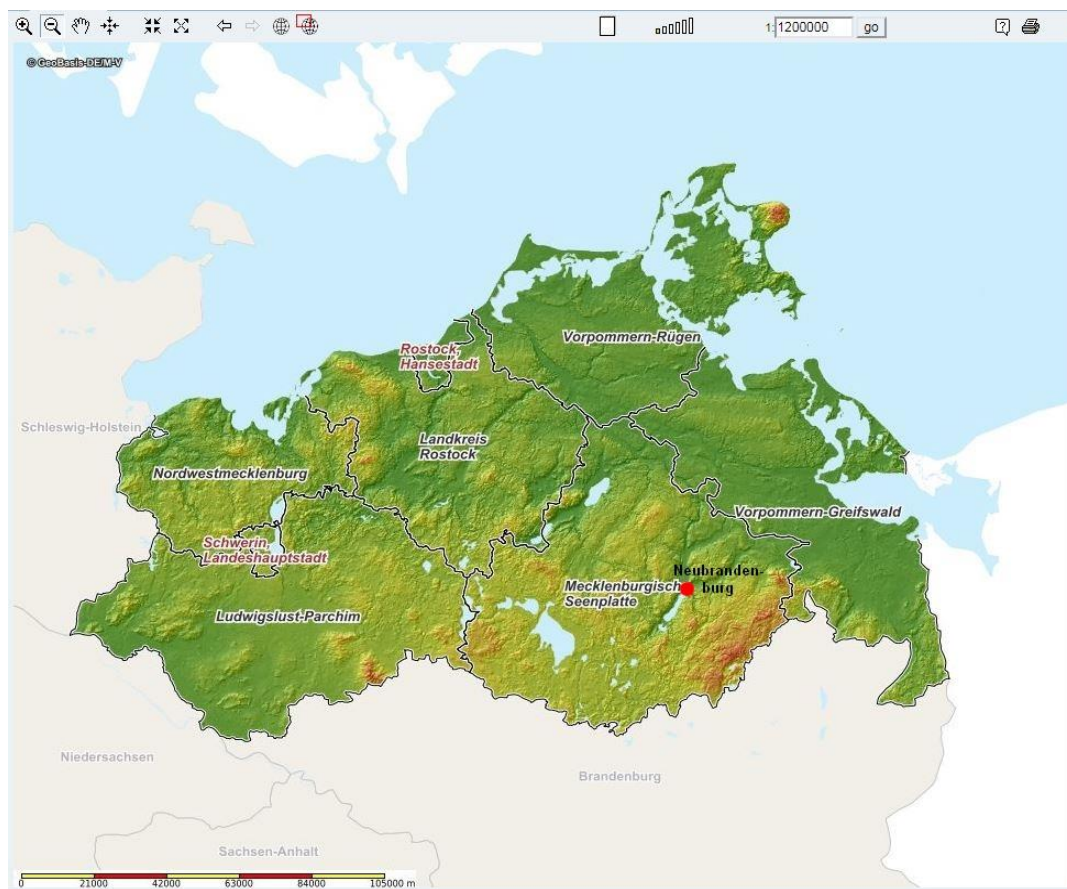 1: 1200000 go
© GeoBasis-DE/M-V
Vorpommern-Rügen
Rostock,
Hansestadt
Schleswig-Holstein
Landkreis
Rostock
Nordwestmecklenburg
Vorpommern-Greifswald
Schwerin,
Landeshauptstadt
Neubranden-
burg
Mecklenburgisch
Seenplatte
Ludwigslust-Parchim
Niedersachsen
Brandenburg
Sachsen-Anhalt
0 21000 42000 63000 84000 105000 m